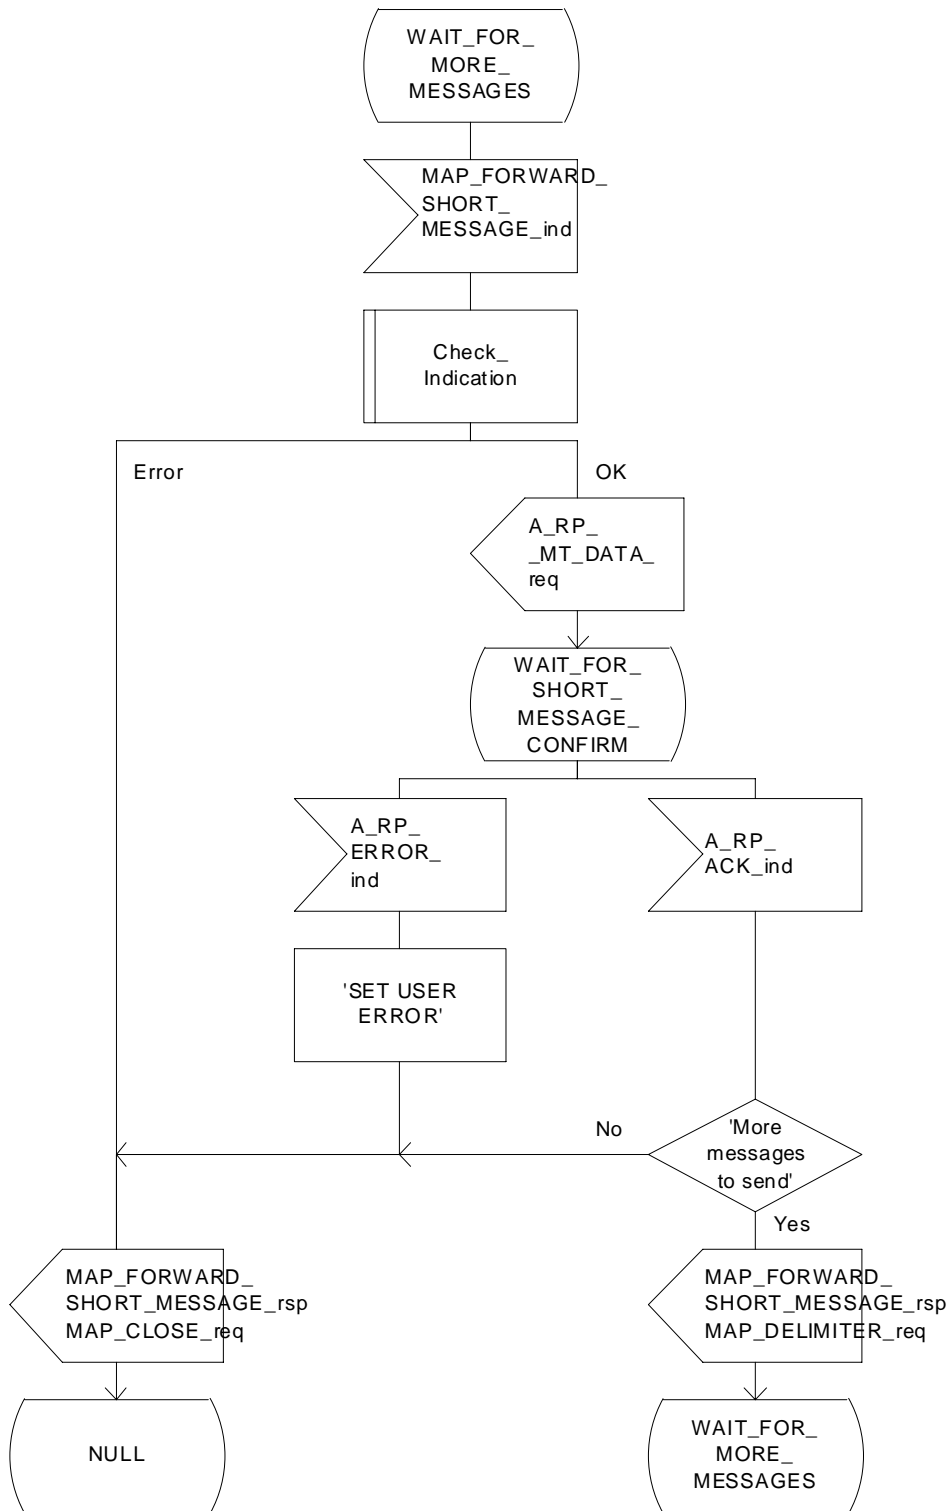 WAIT_FOR_
MORE_
MESSAGES
MAP_FORWARD_
SHORT_
MESSAGE_ind
Check_
Indication
Error
OK
A_RP_
_MT_DATA_
req
WAIT_FOR_
SHORT_
MESSAGE_
CONFIRM
A_RP_
ERROR_
ind
A_RP_
ACK_ind
'SET USER
ERROR'
No
'More
messages
to send'
Yes
MAP_FORWARD_
SHORT_MESSAGE_rsp
MAP_CLOSE_req
MAP_FORWARD_
SHORT_MESSAGE_rsp
MAP_DELIMITER_req
NULL
WAIT_FOR_
MORE_
MESSAGES